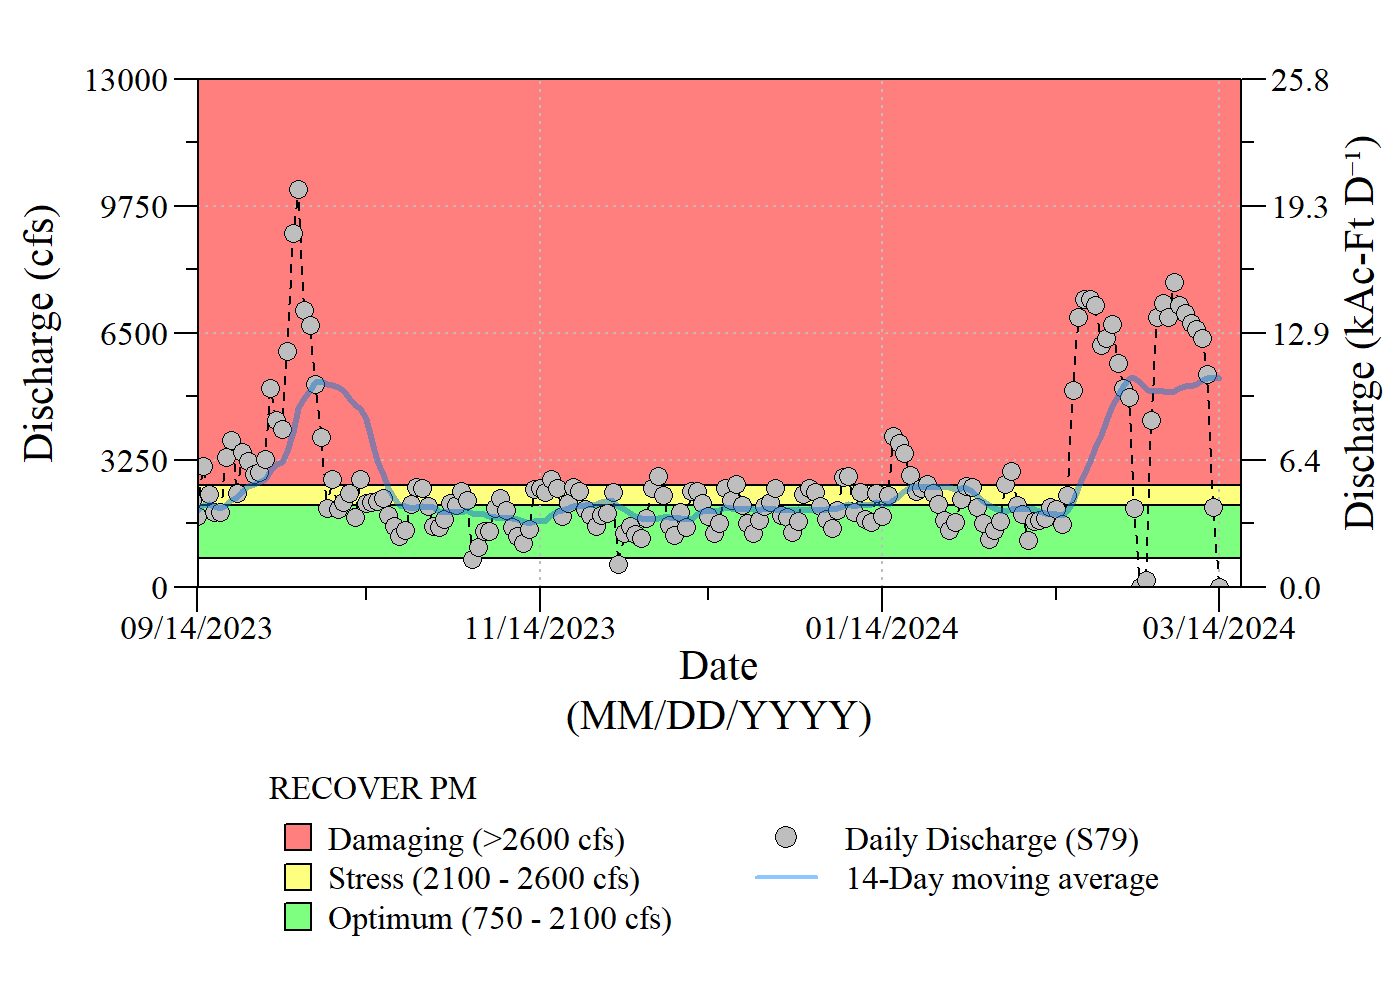 13000
9750
6500
3250
0
25.8
19.3
12.9
6.4
0.0
Discharge (cfs)
Discharge (kAc-Ft D⁻¹)
09/14/2023
11/14/2023
01/14/2024
03/14/2024
Date
(MM/DD/YYYY)
RECOVER PM
Damaging (>2600 cfs)
Stress (2100 - 2600 cfs)
Optimum (750 - 2100 cfs)
Daily Discharge (S79)
14-Day moving average